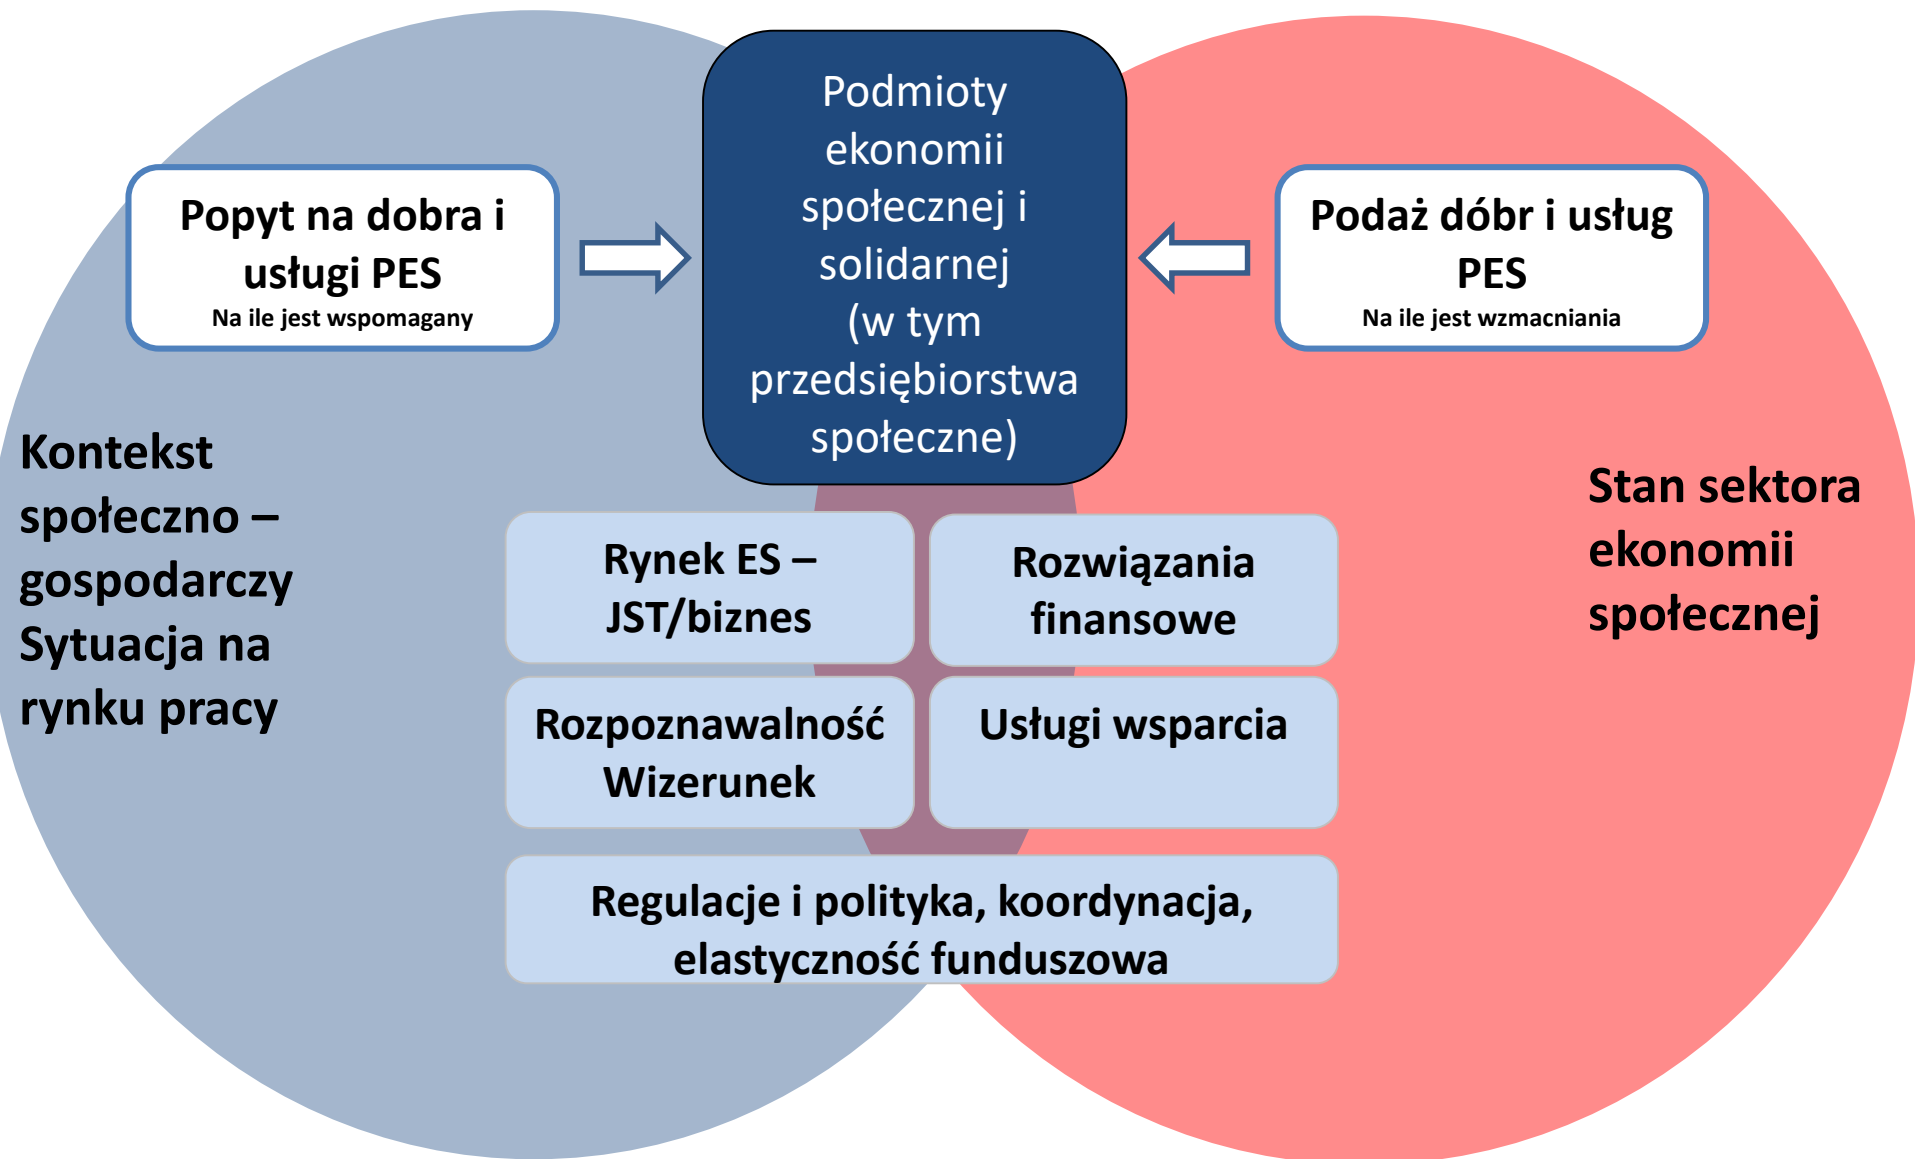 Podmioty
ekonomii
społecznej i
solidarnej
(w tym
przedsiębiorstwa
społeczne)
Popyt na dobra i
usługi PES
Na ile jest wspomagany
Podaż dóbr i usług
PES
Na ile jest wzmacniania
Kontekst
społeczno –
gospodarczy
Sytuacja na
rynku pracy
Stan sektora
ekonomii
społecznej
Rynek ES –
JST/biznes
Rozwiązania
finansowe
Rozpoznawalność
Wizerunek
Usługi wsparcia
Regulacje i polityka, koordynacja,
elastyczność funduszowa